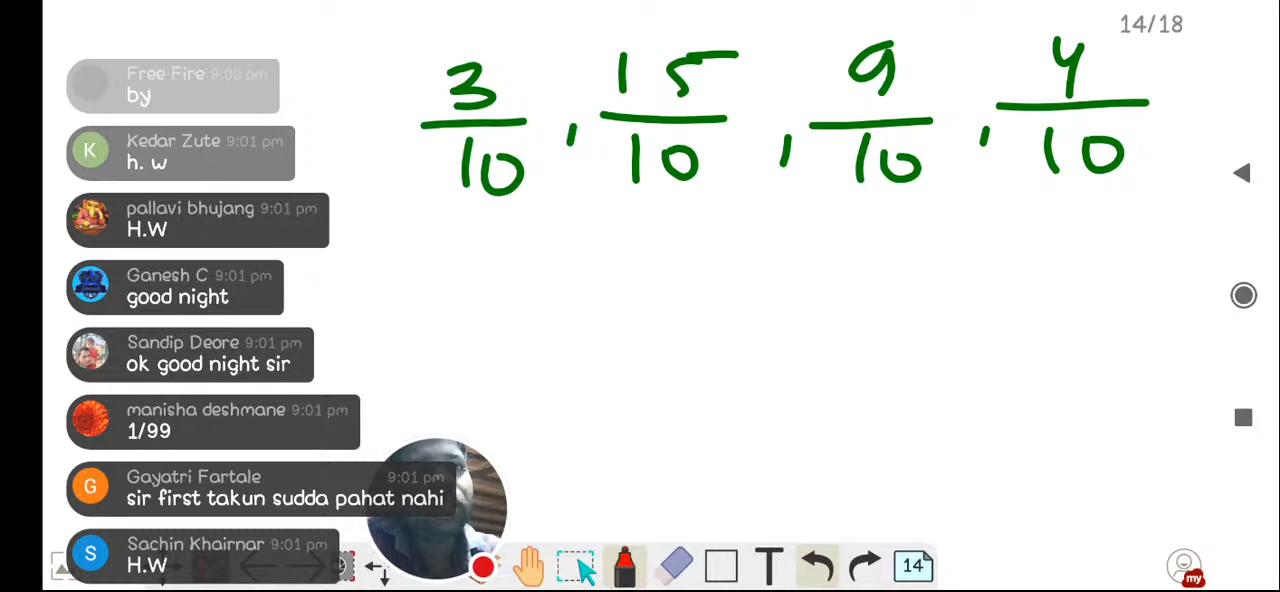 14/18
3/10 , 15/10 , 9/10 , 4/10
Free Fire 9:00 pm
by
Kedar Zute 9:01 pm
h. w
pallavi bhujang 9:01 pm
H.W
Ganesh C 9:01 pm
good night
Sandip Deore 9:01 pm
ok good night sir
manisha deshmane 9:01 pm
1/99
Gayatri Fartale 9:01 pm
sir first takun sudda pahat nahi
Sachin Khairnar 9:01 pm
H.W
T
14
my